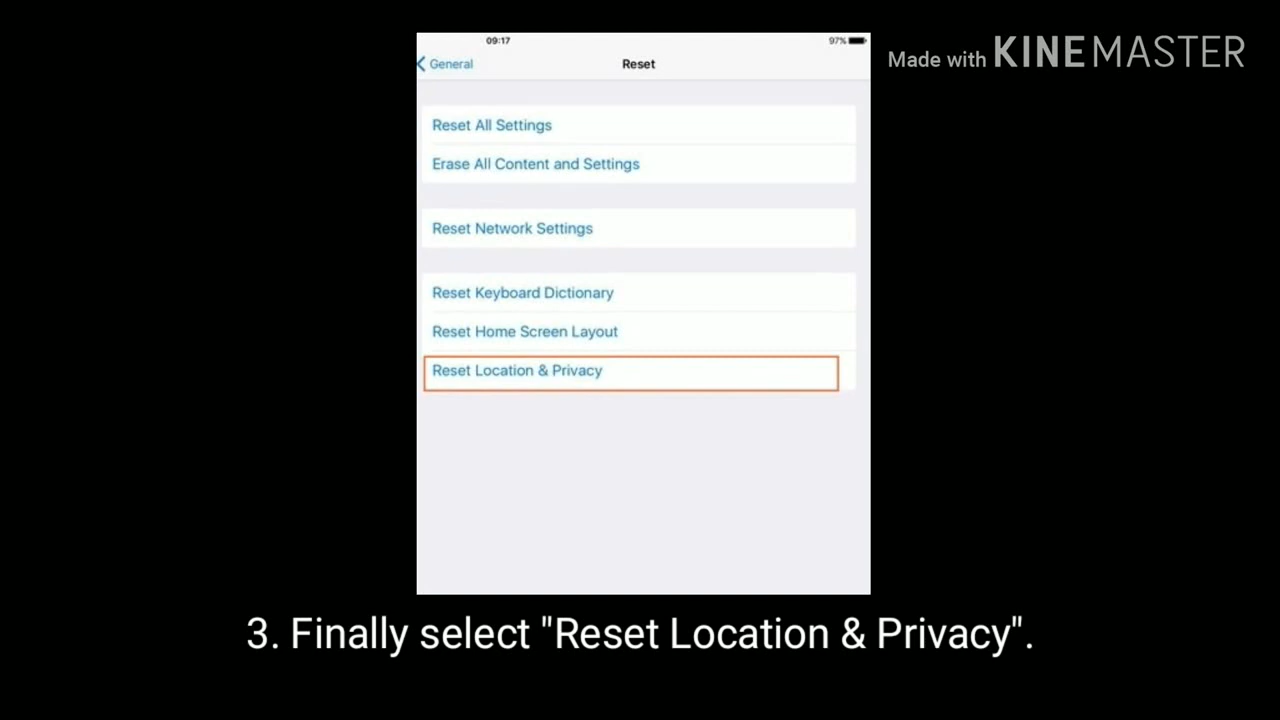 09:17
97%
Made with KINEMASTER
General
Reset
Reset All Settings
Erase All Content and Settings
Reset Network Settings
Reset Keyboard Dictionary
Reset Home Screen Layout
Reset Location & Privacy
3. Finally select "Reset Location & Privacy".